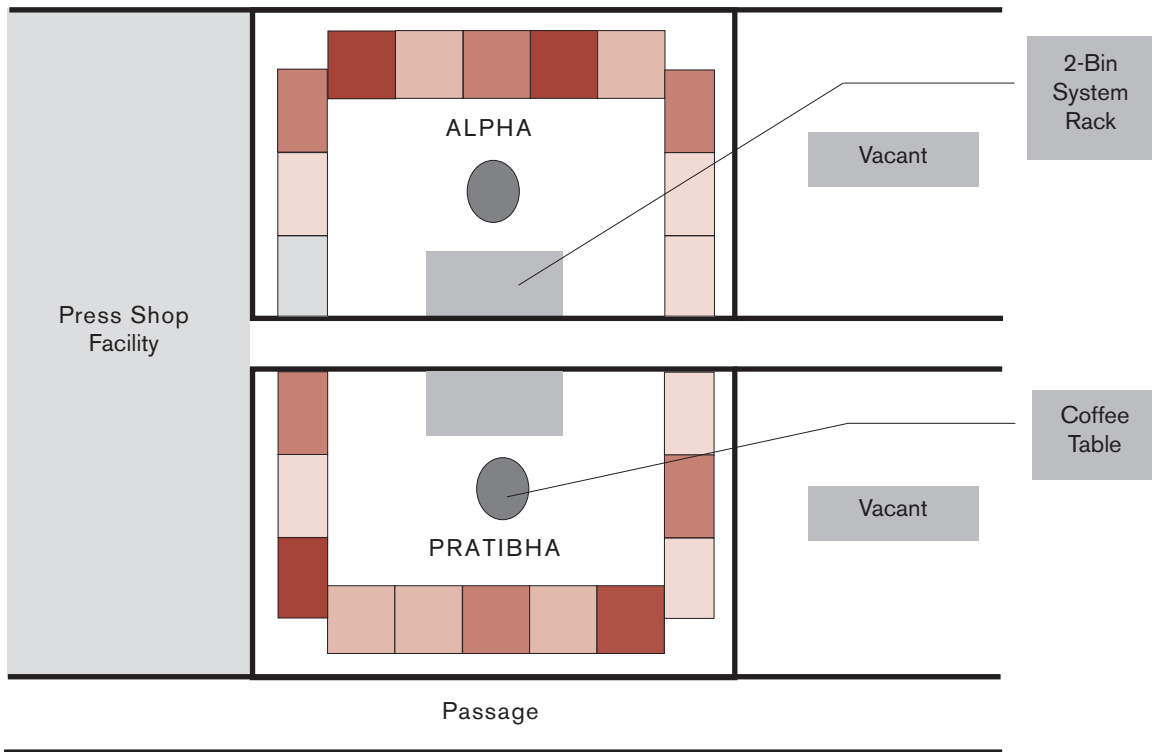 2-Bin
System
Rack
ALPHA
Vacant
Press Shop
Facility
Coffee
Table
Vacant
PRATIBHA
Passage